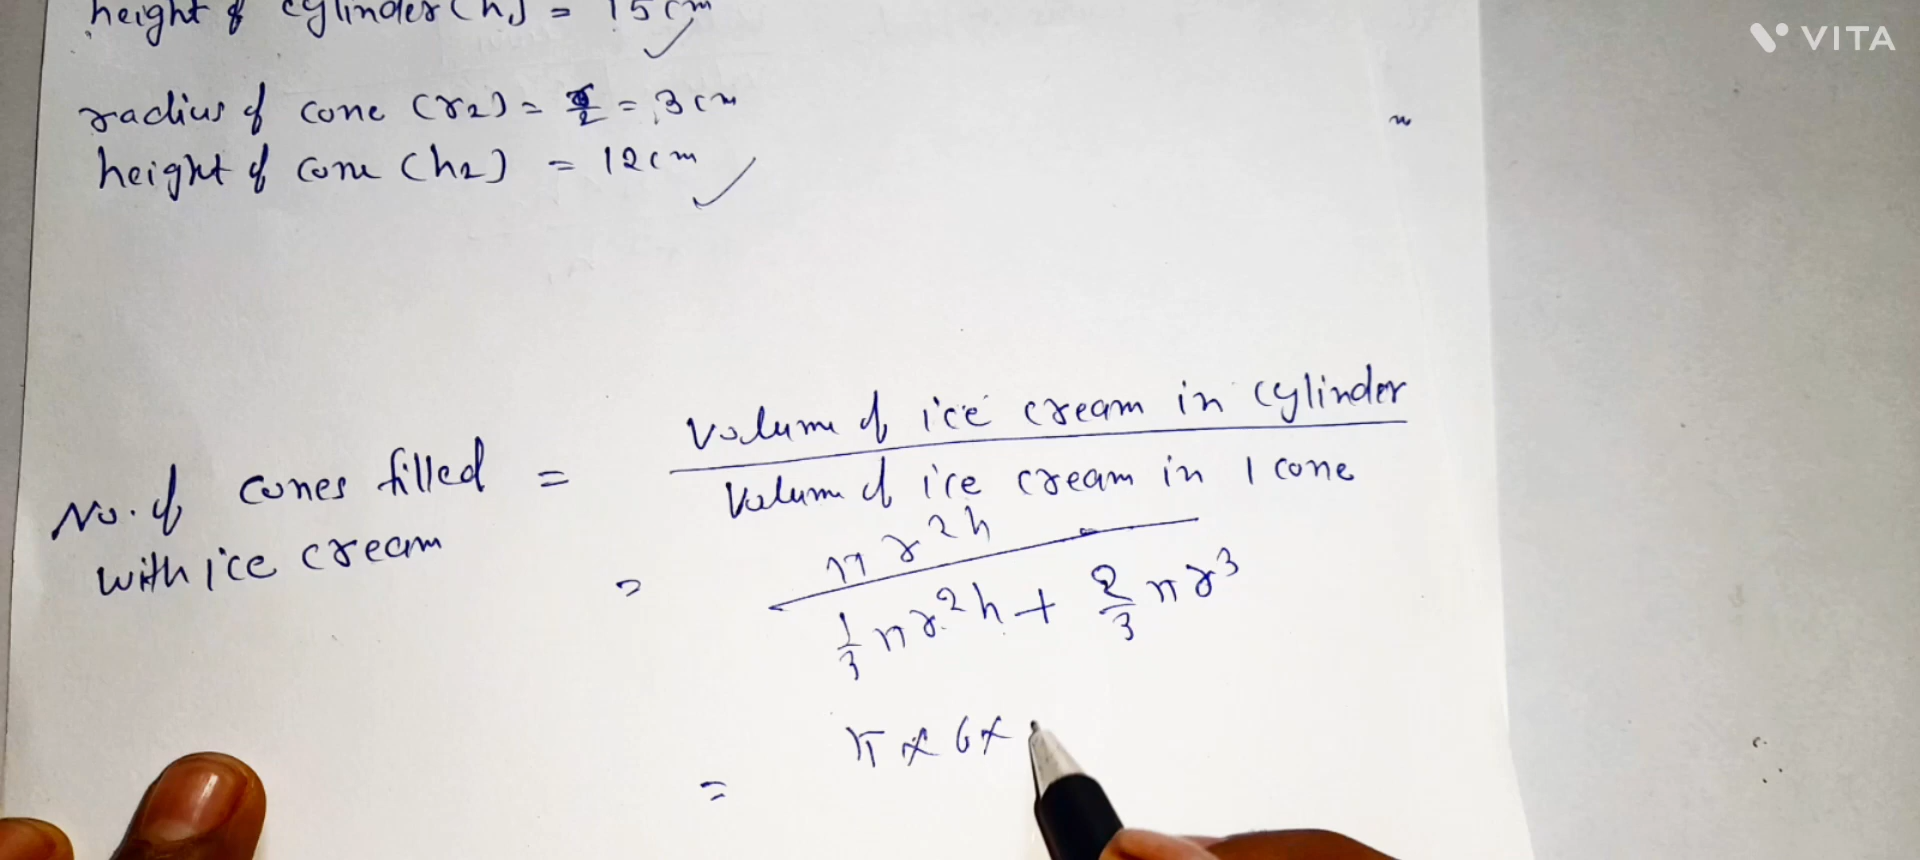 height of cylinder (h1) = 15 cm
VITA
radius of cone (r2) = 6/2 = 3 cm
height of cone (h2) = 12 cm
Volume of ice cream in cylinder
No. of cones filled =
Volume of ice cream in 1 cone
with ice cream
= πr²h
1/3 πr²h + 2/3 πr³
= π × 6 ×